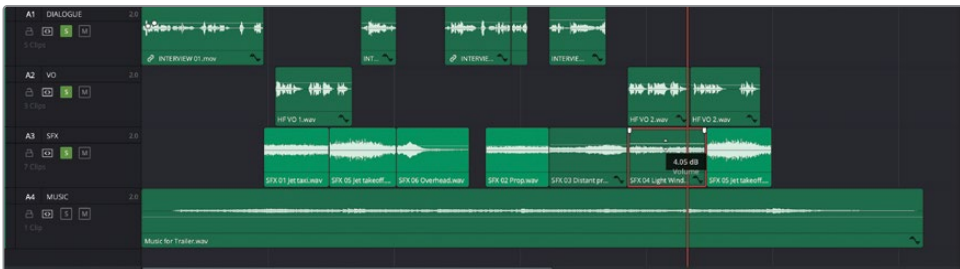 A1 DIALOGUE 2.0
S M
5 Clips
INTERVIEW 01.mov
INT...
INTERVIE...
INTERVIE...
A2 VO 2.0
S M
3 Clips
HF VO 1.wav
HF VO 2.wav
HF VO 2.wav
A3 SFX 2.0
S M
7 Clips
4.05 dB
Volume
SFX 01 Jet taxi.wav
SFX 05 Jet takeoff....
SFX 06 Overhead.wav
SFX 02 Prop.wav
SFX 03 Distant pr...
SFX 04 Light Wind...
SFX 05 Jet takeoff....
A4 MUSIC 2.0
S M
1 Clip
Music for Trailer.wav